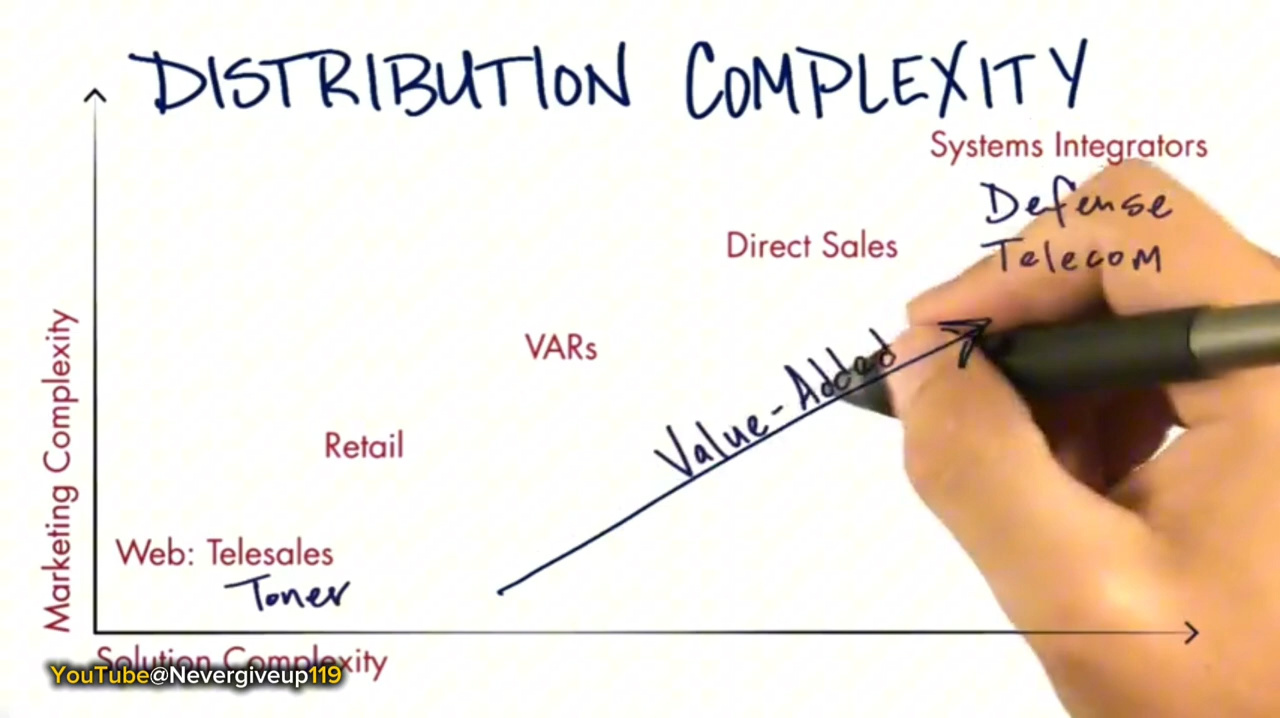 DISTRIBUTION COMPLEXITY
Systems Integrators
Defense
Telecom
Direct Sales
VARs
Value-Added
Retail
Web: Telesales
Toner
Marketing Complexity
Solution Complexity
YouTube@Nevergiveup119